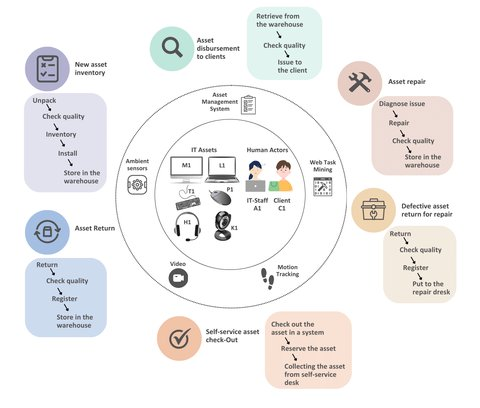 Asset
disbursement
to clients
Retrieve from
the warehouse
Check quality
Issue to
the client
New asset
inventory
Unpack
Check quality
Inventory
Install
Store in the
warehouse
Asset repair
Diagnose issue
Repair
Check quality
Store in the
warehouse
Asset
Management
System
IT Assets
Human Actors
M1
L1
T1
P1
H1
K1
IT-Staff
A1
Client
C1
Ambient
sensors
Web Task
Mining
Video
Motion
Tracking
Asset Return
Return
Check quality
Register
Store in the
warehouse
Defective asset
return for repair
Return
Check quality
Register
Put to the
repair dresk
Self-service asset
check-Out
Check out the
asset in a system
Reserve the asset
Collecting the asset
from self-service
desk